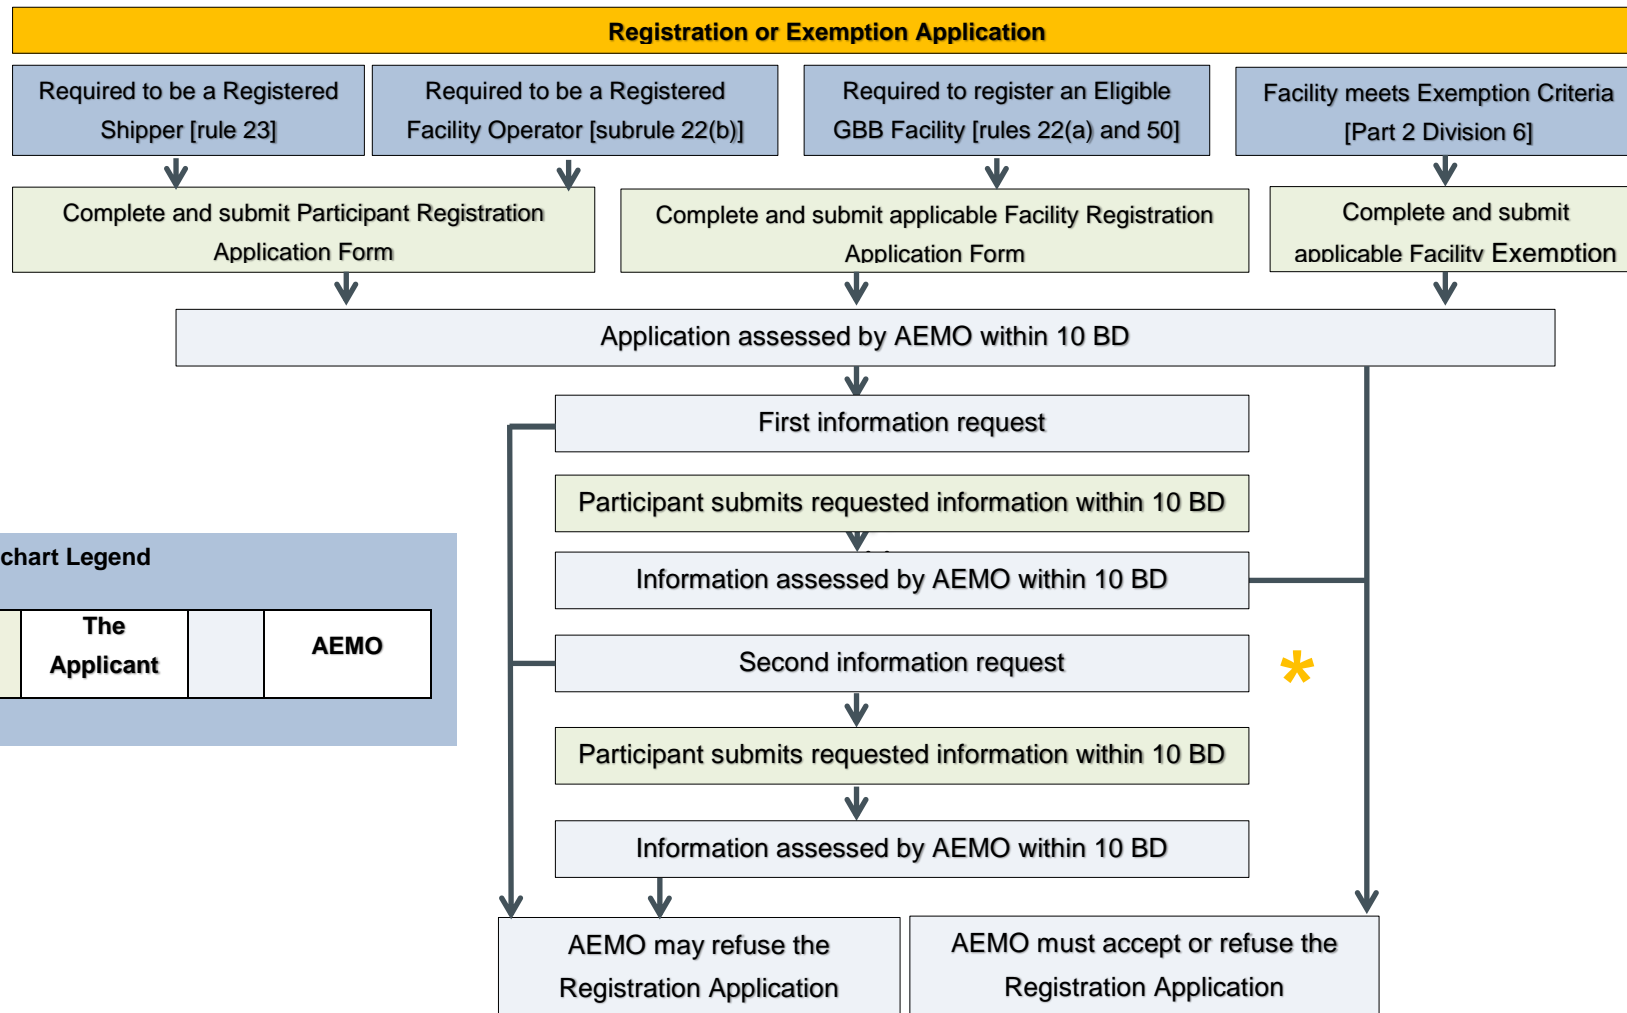 Registration or Exemption Application
Required to be a Registered
Shipper [rule 23]
Required to be a Registered
Facility Operator [subrule 22(b)]
Required to register an Eligible
GBB Facility [rules 22(a) and 50]
Facility meets Exemption Criteria
[Part 2 Division 6]
Complete and submit Participant Registration
Application Form
Complete and submit applicable Facility Registration
Application Form
Complete and submit
applicable Facility Exemption
Application assessed by AEMO within 10 BD
First information request
Participant submits requested information within 10 BD
Information assessed by AEMO within 10 BD
chart Legend
The
Applicant
AEMO
Second information request
*
Participant submits requested information within 10 BD
Information assessed by AEMO within 10 BD
AEMO may refuse the
Registration Application
AEMO must accept or refuse the
Registration Application